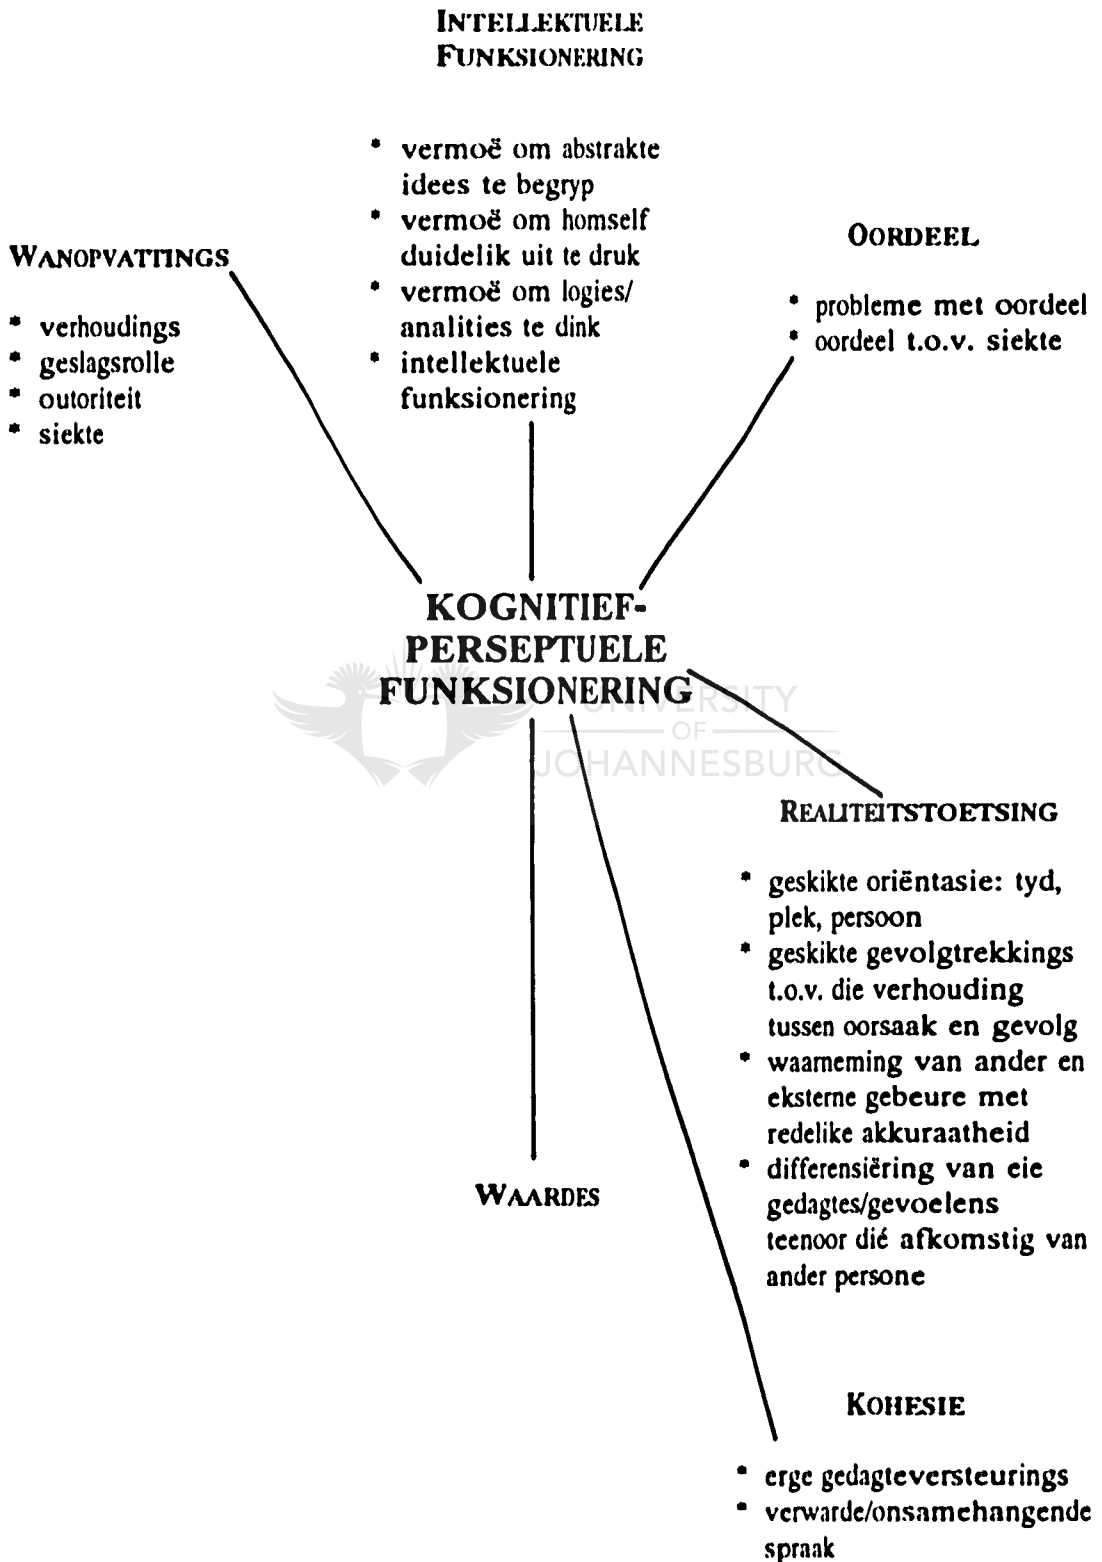 INTELLEKTUELE
FUNKSIONERING
* vermoë om abstrakte
idees te begryp
* vermoë om homself
duidelik uit te druk
* vermoë om logies/
analities te dink
* intellektuele
funksionering
WANOPVATTINGS
* verhoudings
* geslagsrolle
* outoriteit
* siekte
OORDEEL
* probleme met oordeel
* oordeel t.o.v. siekte
KOGNITIEF-
PERSEPTUELE
FUNKSIONERING
UNIVERSITY
OF
JOHANNESBURG
REALITEITSTOETSING
* geskikte oriëntasie: tyd,
plek, persoon
* geskikte gevolgtrekkings
t.o.v. die verhouding
tussen oorsaak en gevolg
* waarneming van ander en
eksterne gebeure met
redelike akkuraatheid
* differensiëring van eie
gedagtes/gevoelens
teenoor dié afkomstig van
ander persone
WAARDES
KOHESIE
* erge gedagteversteurings
* verwarde/onsamehangende
spraak